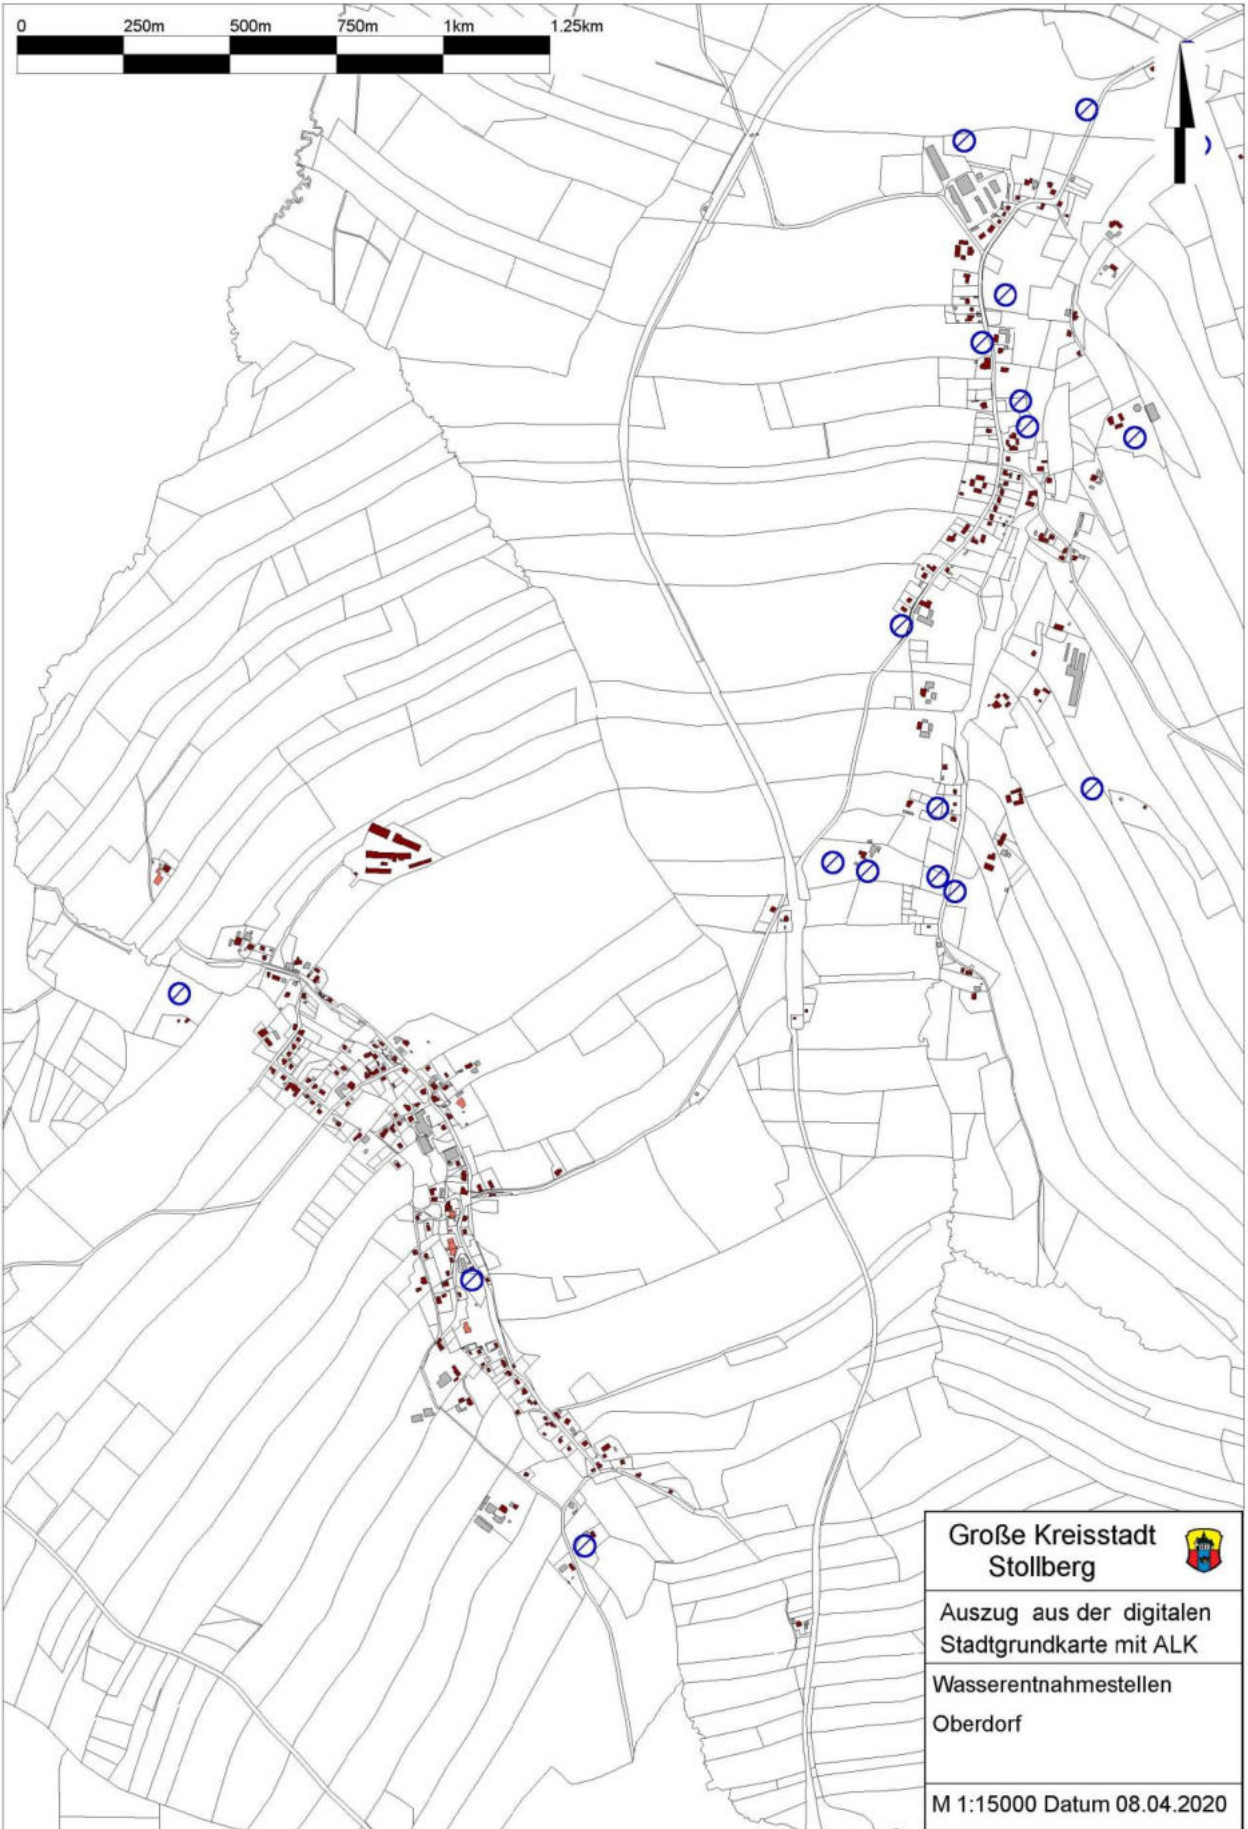 0 250m 500m 750m 1km 1.25km
Große Kreisstadt
Stollberg
Auszug aus der digitalen
Stadtgrundkarte mit ALK
Wasserentnahmestellen
Oberdorf
M 1:15000 Datum 08.04.2020